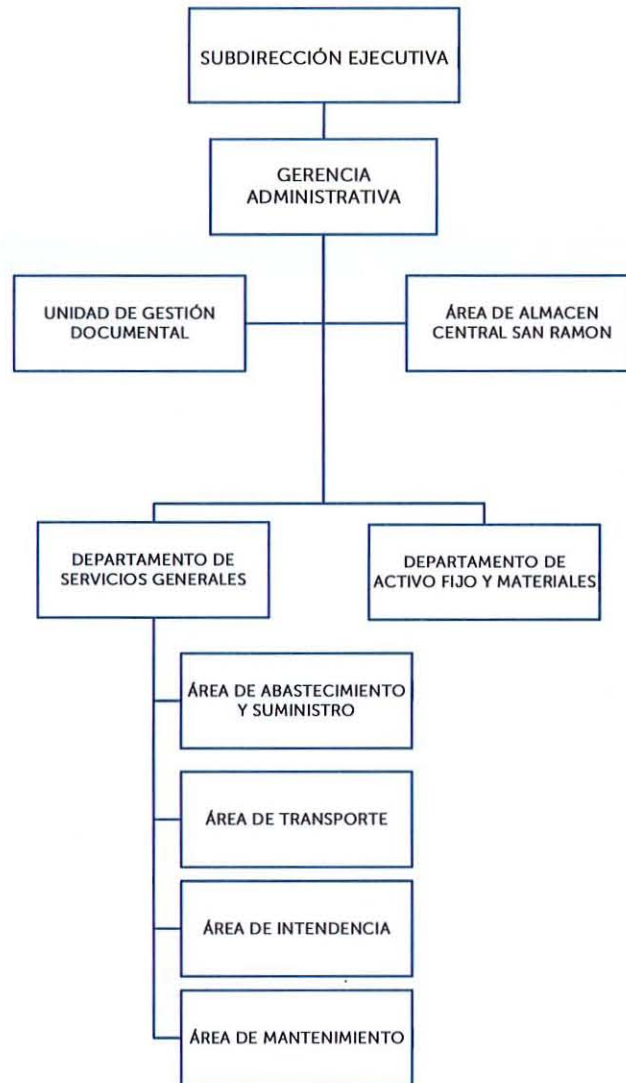 SUBDIRECCIÓN EJECUTIVA
GERENCIA
ADMINISTRATIVA
UNIDAD DE GESTIÓN
DOCUMENTAL
ÁREA DE ALMACEN
CENTRAL SAN RAMON
DEPARTAMENTO DE
SERVICIOS GENERALES
DEPARTAMENTO DE
ACTIVO FIJO Y MATERIALES
ÁREA DE ABASTECIMIENTO
Y SUMINISTRO
ÁREA DE TRANSPORTE
ÁREA DE INTENDENCIA
ÁREA DE MANTENIMIENTO